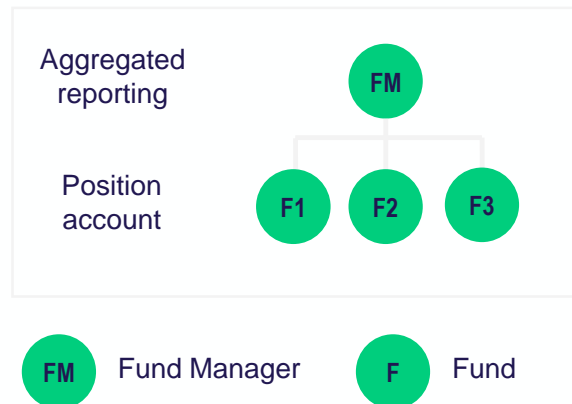 Aggregated
reporting
FM
Position
account
F1 F2 F3
FM Fund Manager F Fund